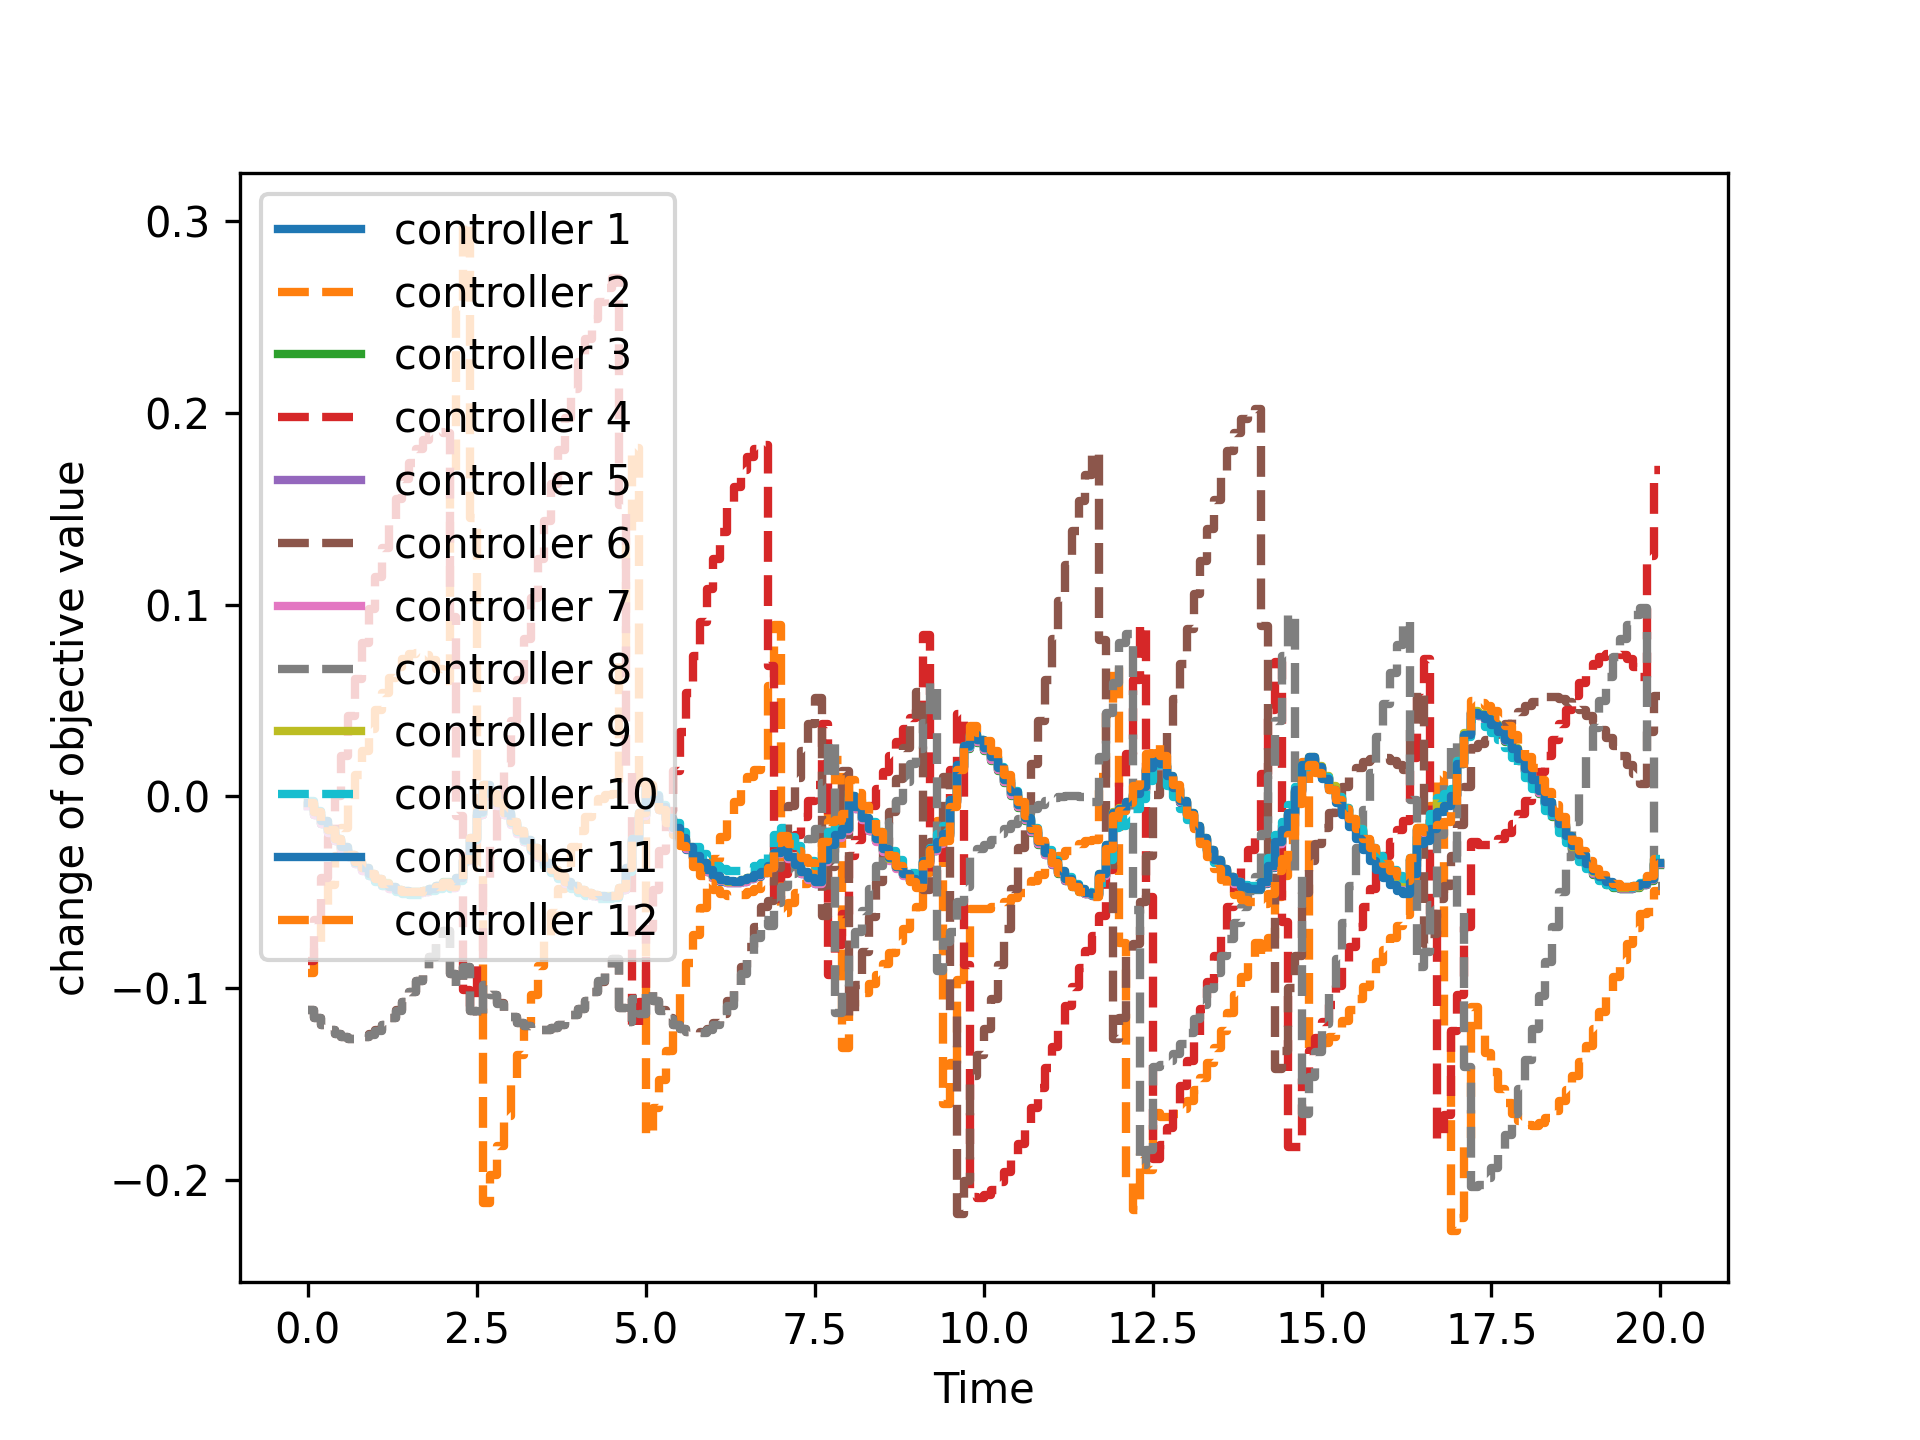 controller 1
controller 2
controller 3
controller 4
controller 5
controller 6
controller 7
controller 8
controller 9
controller 10
controller 11
controller 12
0.3
0.2
0.1
0.0
−0.1
−0.2
change of objective value
0.0 2.5 5.0 7.5 10.0 12.5 15.0 17.5 20.0
Time